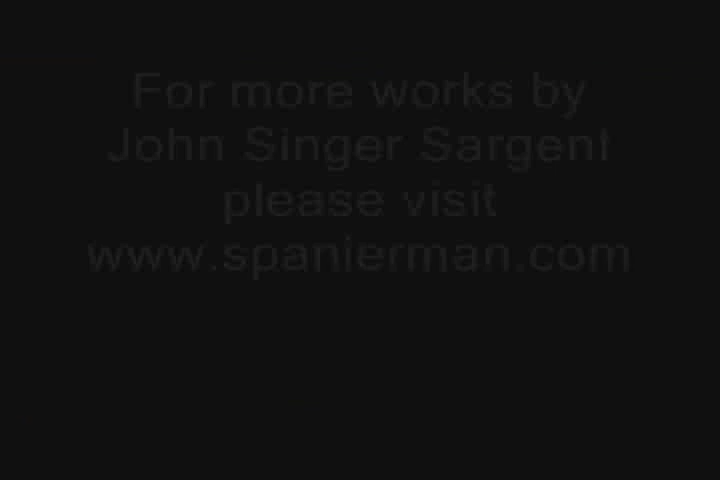 For more works by
John Singer Sargent
please visit
www.spanierman.com